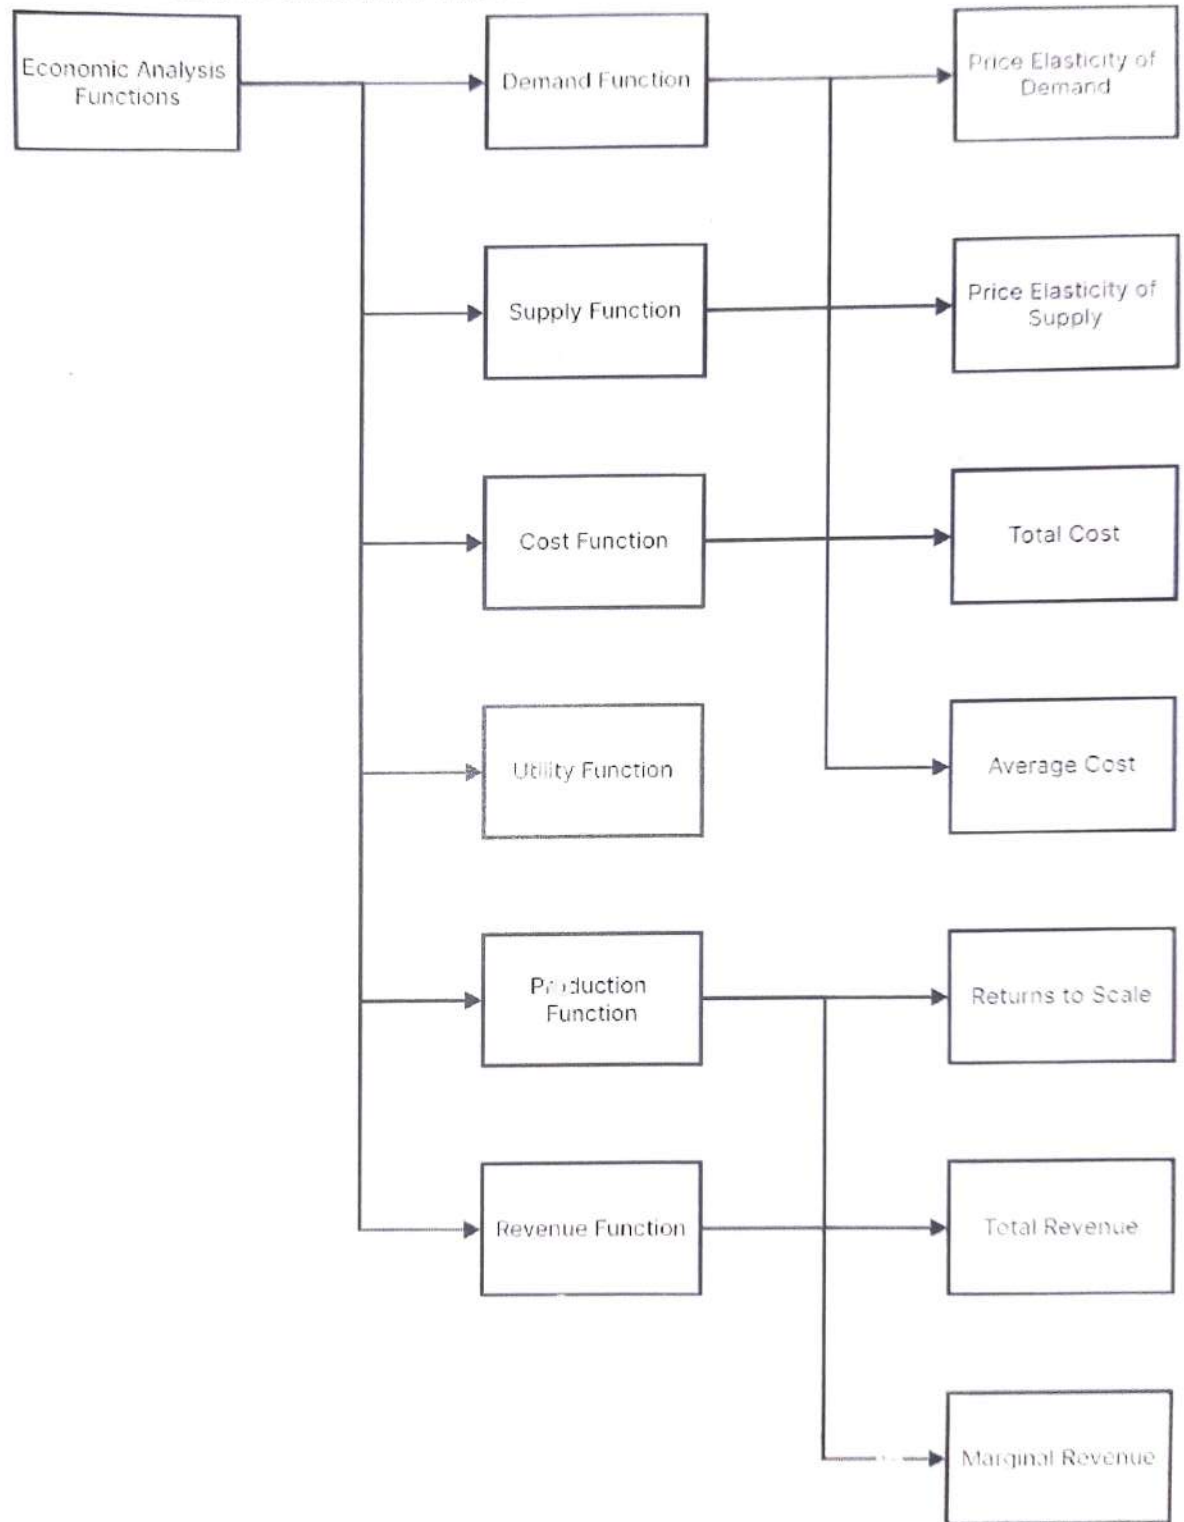 Economic Analysis
Functions
Demand Function
Price Elasticity of
Demand
Supply Function
Price Elasticity of
Supply
Cost Function
Total Cost
Utility Function
Average Cost
Production
Function
Returns to Scale
Revenue Function
Total Revenue
Marginal Revenue